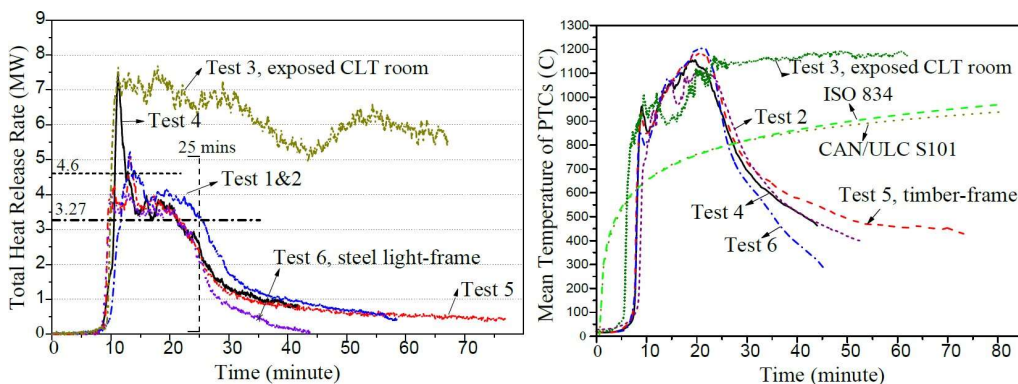 Total Heat Release Rate (MW)
9
8
7
6
5
4
3
2
1
0
Test 3, exposed CLT room
Test 4
25 mins
4.6
Test 1&2
3.27
Test 6, steel light-frame
Test 5
0 10 20 30 40 50 60 70
Time (minute)
Mean Temperature of PTCs (C)
1300
1200
1100
1000
900
800
700
600
500
400
300
200
100
0
Test 3, exposed CLT room
ISO 834
Test 2
CAN/ULC S101
Test 5, timber-frame
Test 4
Test 6
0 10 20 30 40 50 60 70 80
Time (minute)